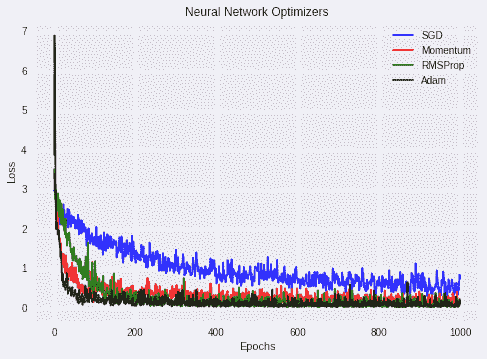 Neural Network Optimizers
SGD
Momentum
RMSProp
Adam
Loss
7
6
5
4
3
2
1
0
0
200
400
600
800
1000
Epochs